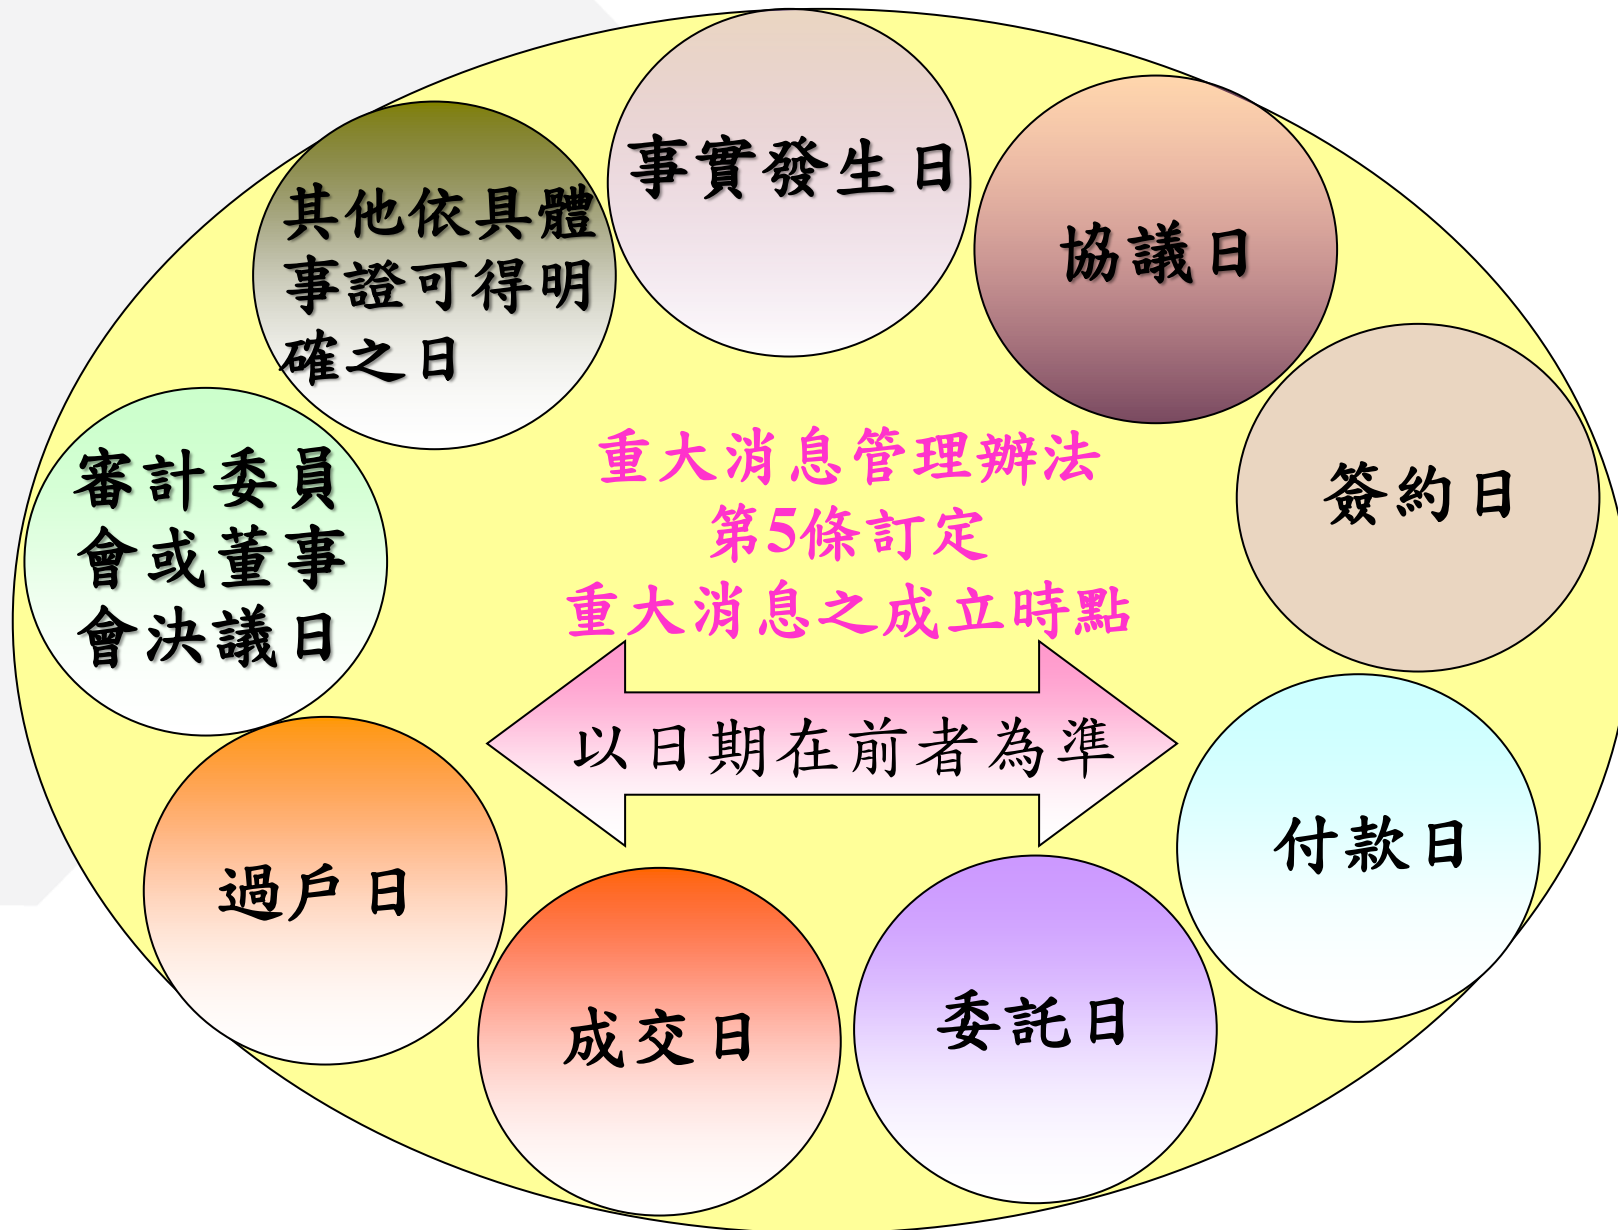 事實發生日
協議日
其他依具體
事證可得明
確之日
簽約日
審計委員
會或董事
會決議日
重大消息管理辦法
第5條訂定
重大消息之成立時點
以日期在前者為準
付款日
過戶日
成交日
委託日